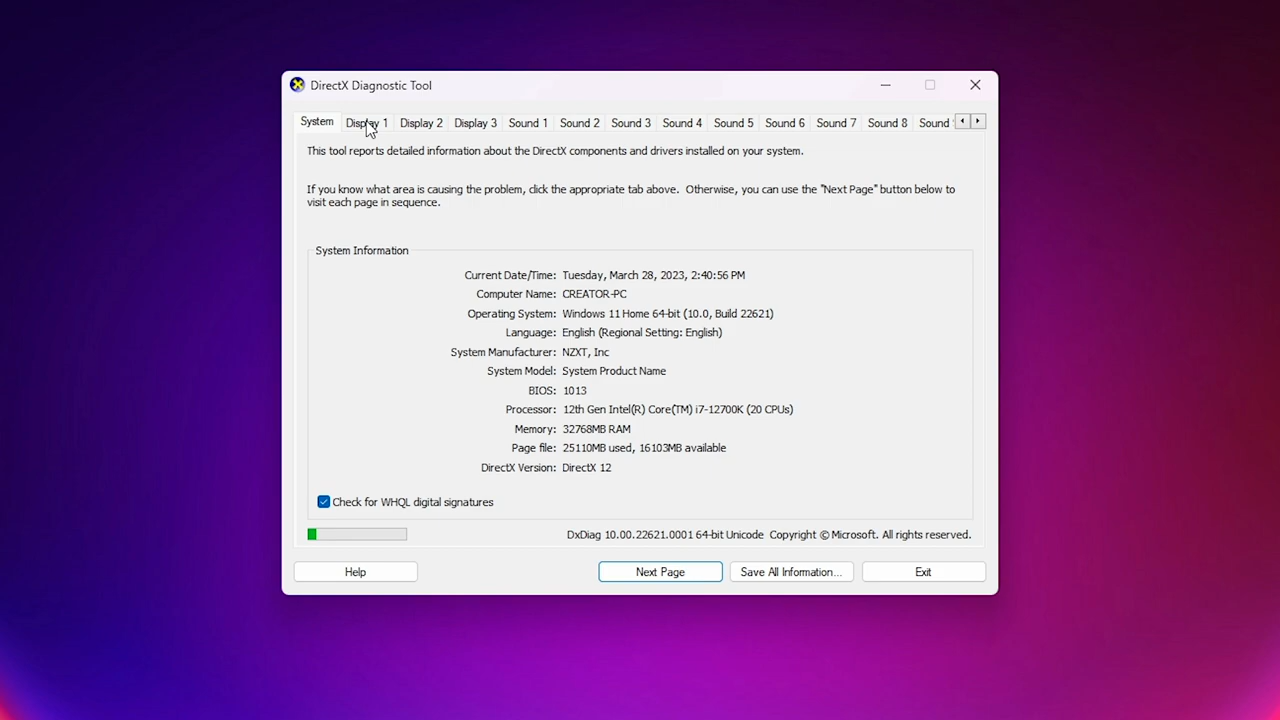 DirectX Diagnostic Tool
System Display 1 Display 2 Display 3 Sound 1 Sound 2 Sound 3 Sound 4 Sound 5 Sound 6 Sound 7 Sound 8 Sound
This tool reports detailed information about the DirectX components and drivers installed on your system.
If you know what area is causing the problem, click the appropriate tab above.  Otherwise, you can use the "Next Page" button below to
visit each page in sequence.
System Information
Current Date/Time: Tuesday, March 28, 2023, 2:40:56 PM
Computer Name: CREATOR-PC
Operating System: Windows 11 Home 64-bit (10.0, Build 22621)
Language: English (Regional Setting: English)
System Manufacturer: NZXT, Inc
System Model: System Product Name
BIOS: 1013
Processor: 12th Gen Intel(R) Core(TM) i7-12700K (20 CPUs)
Memory: 32768MB RAM
Page file: 25110MB used, 16103MB available
DirectX Version: DirectX 12
Check for WHQL digital signatures
DxDiag 10.00.22621.0001 64-bit Unicode  Copyright © Microsoft. All rights reserved.
Help Next Page Save All Information... Exit